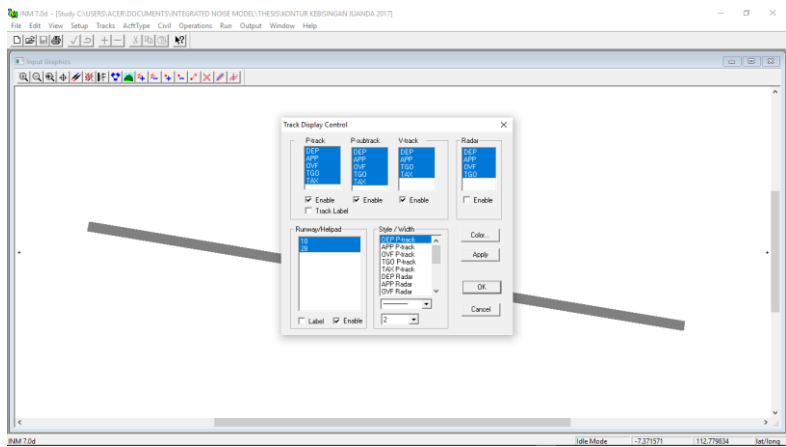 INM 7.0d - [Study C:\USERS\ACER\DOCUMENTS\INTEGRATED NOISE MODEL\THESIS\KONTUR KEBISINGAN JUANDA 2017]
File Edit View Setup Tracks AcftType Civil Operations Run Output Window Help
Input Graphics
Track Display Control
P-track P-subtrack V-track Radar
DEP DEP DEP DEP
APP APP APP APP
OVF OVF OVF OVF
TGO TGO TGO TGO
TAX TAX TAX
Enable Enable Enable Enable
Track Label
Runway/Helipad Style / Width
10
28
DEP P-track
APP P-track
OVF P-track
TGO P-track
TAX P-track
DEP Radar
APP Radar
OVF Radar
Color...
Apply
OK
Cancel
Label Enable 2
INM 7.0d Idle Mode -7.371571 112.779834 lat/long